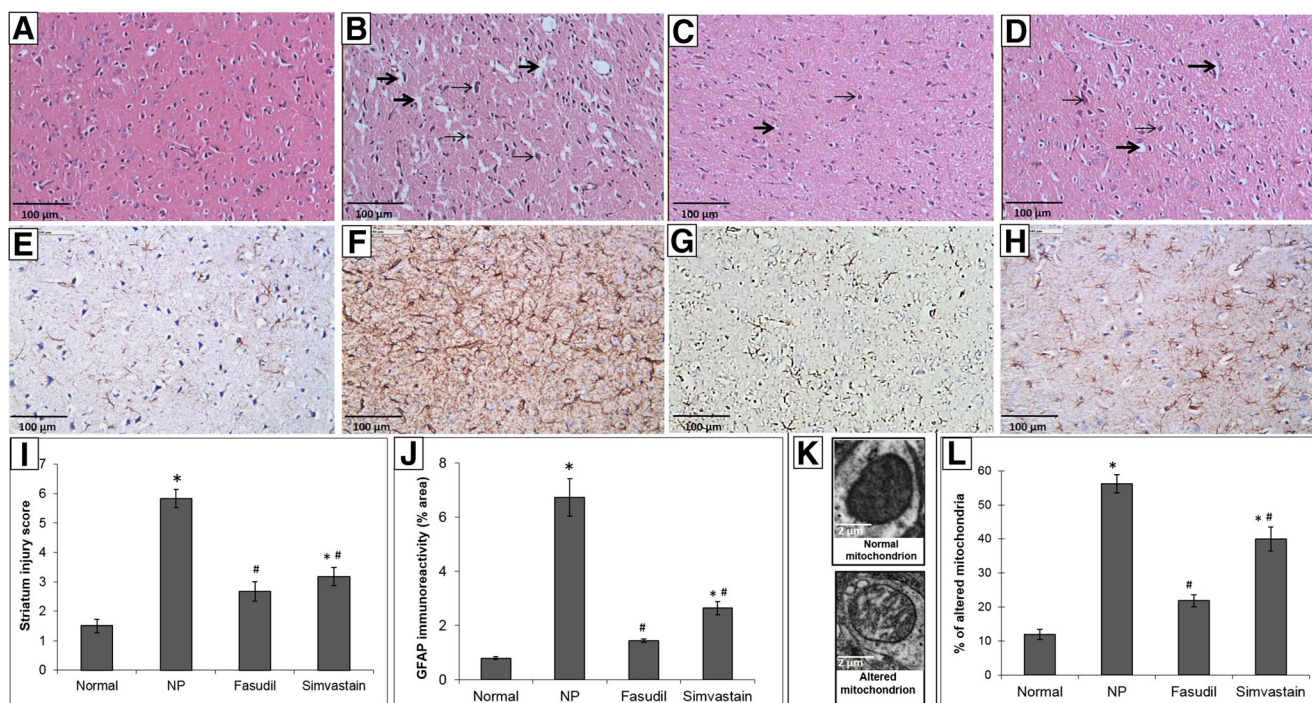 A
B
C
D
100 µm
100 µm
100 µm
100 µm
E
F
G
H
100 µm
100 µm
100 µm
100 µm
I
Striatum injury score
7
6
5
4
3
2
1
0
*
#
* #
Normal NP Fasudil Simvastain
J
GFAP immunoreactivity (% area)
8
6
4
2
0
*
#
* #
Normal NP Fasudil Simvastain
K
2 µm
Normal
mitochondrion
2 µm
Altered
mitochondrion
L
% of altered mitochondria
60
50
40
30
20
10
0
*
#
* #
Normal NP Fasudil Simvastain